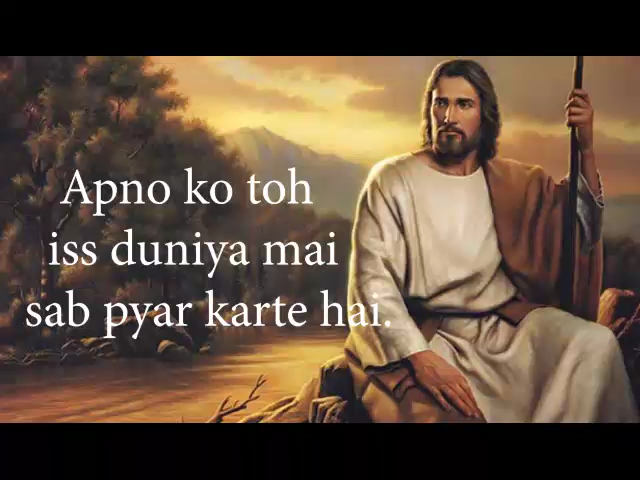 Apno ko toh
iss duniya mai
sab pyar karte hai.